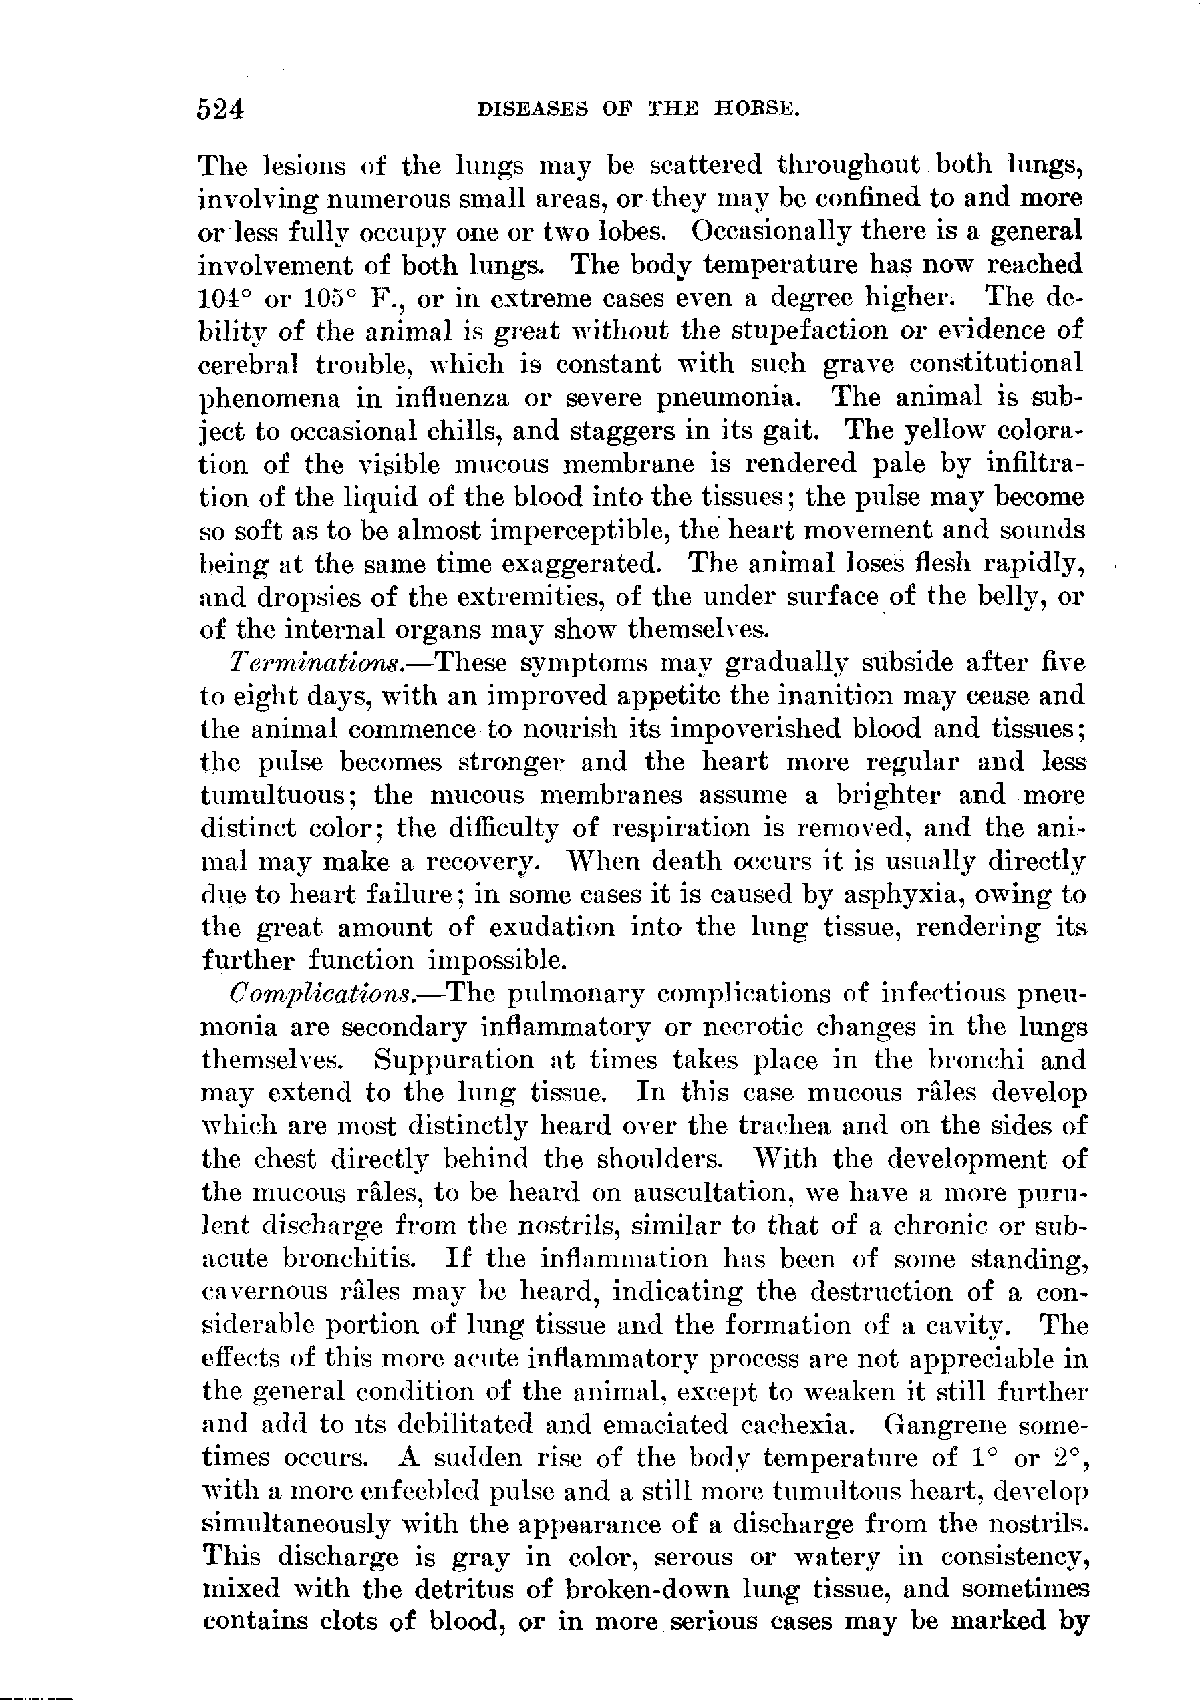 524 DISEASES OF THE HORSE.
The lesions of the lungs may be scattered throughout both lungs,
involving numerous small areas, or they may be confined to and more
or less fully occupy one or two lobes. Occasionally there is a general
involvement of both lungs. The body temperature has now reached
104° or 105° F., or in extreme cases even a degree higher. The de-
bility of the animal is great without the stupefaction or evidence of
cerebral trouble, which is constant with such grave constitutional
phenomena in influenza or severe pneumonia. The animal is sub-
ject to occasional chills, and staggers in its gait. The yellow colora-
tion of the visible mucous membrane is rendered pale by infiltra-
tion of the liquid of the blood into the tissues; the pulse may become
so soft as to be almost imperceptible, the heart movement and sounds
being at the same time exaggerated. The animal loses flesh rapidly,
and dropsies of the extremities, of the under surface of the belly, or
of the internal organs may show themselves.
Terminations.—These symptoms may gradually subside after five
to eight days, with an improved appetite the inanition may cease and
the animal commence to nourish its impoverished blood and tissues;
the pulse becomes stronger and the heart more regular and less
tumultuous; the mucous membranes assume a brighter and more
distinct color; the difficulty of respiration is removed, and the ani-
mal may make a recovery. When death occurs it is usually directly
due to heart failure; in some cases it is caused by asphyxia, owing to
the great amount of exudation into the lung tissue, rendering its
further function impossible.
Complications.—The pulmonary complications of infectious pneu-
monia are secondary inflammatory or necrotic changes in the lungs
themselves. Suppuration at times takes place in the bronchi and
may extend to the lung tissue. In this case mucous râles develop
which are most distinctly heard over the trachea and on the sides of
the chest directly behind the shoulders. With the development of
the mucous râles, to be heard on auscultation, we have a more puru-
lent discharge from the nostrils, similar to that of a chronic or sub-
acute bronchitis. If the inflammation has been of some standing,
cavernous râles may be heard, indicating the destruction of a con-
siderable portion of lung tissue and the formation of a cavity. The
effects of this more acute inflammatory process are not appreciable in
the general condition of the animal, except to weaken it still further
and add to its debilitated and emaciated cachexia. Gangrene some-
times occurs. A sudden rise of the body temperature of 1° or 2°,
with a more enfeebled pulse and a still more tumultous heart, develop
simultaneously with the appearance of a discharge from the nostrils.
This discharge is gray in color, serous or watery in consistency,
mixed with the detritus of broken-down lung tissue, and sometimes
contains clots of blood, or in more serious cases may be marked by